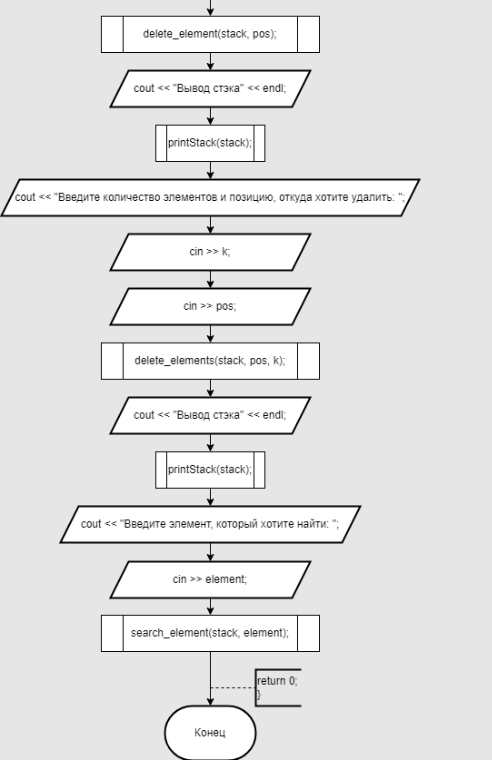 delete_element(stack, pos);
cout << "Вывод стэка" << endl;
printStack(stack);
cout << "Введите количество элементов и позицию, откуда хотите удалить: ";
cin >> k;
cin >> pos;
delete_elements(stack, pos, k);
cout << "Вывод стэка" << endl;
printStack(stack);
cout << "Введите элемент, который хотите найти: ";
cin >> element;
search_element(stack, element);
return 0;
}
Конец